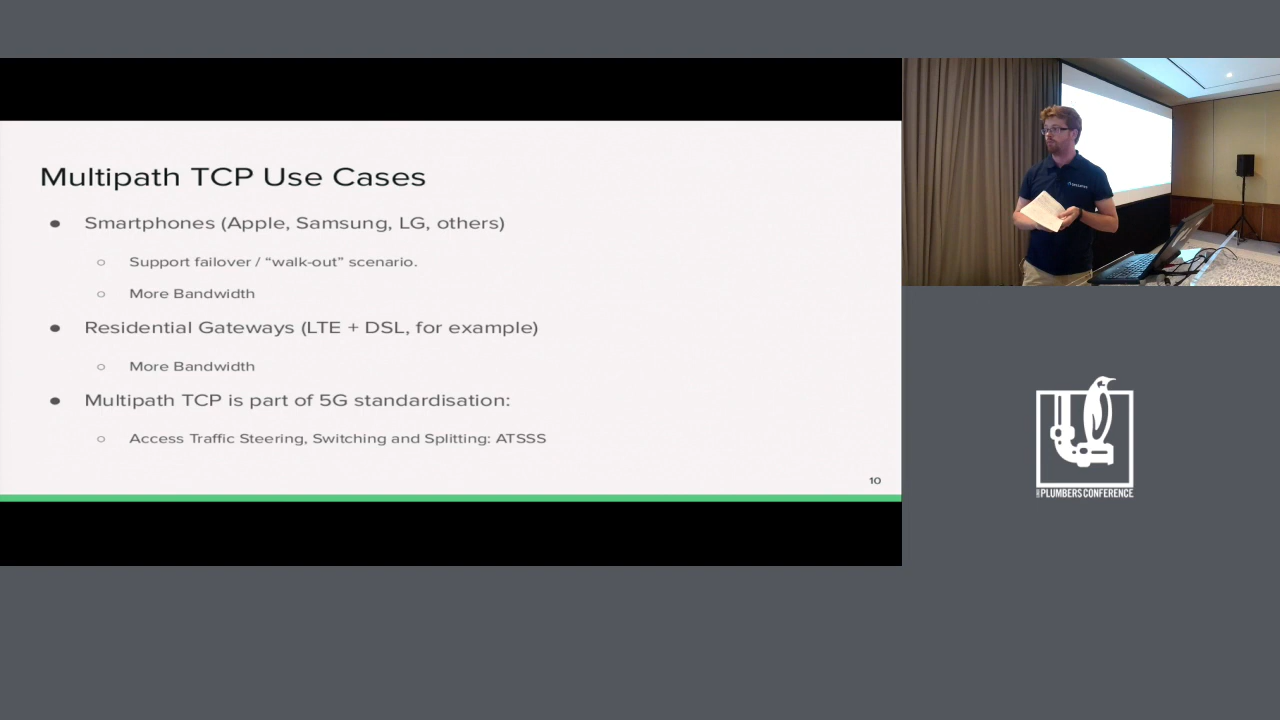 Multipath TCP Use Cases
● Smartphones (Apple, Samsung, LG, others)
○ Support failover / “walk-out” scenario.
○ More Bandwidth
● Residential Gateways (LTE + DSL, for example)
○ More Bandwidth
● Multipath TCP is part of 5G standardisation:
○ Access Traffic Steering, Switching and Splitting: ATSSS
10
PLUMBERS CONFERENCE